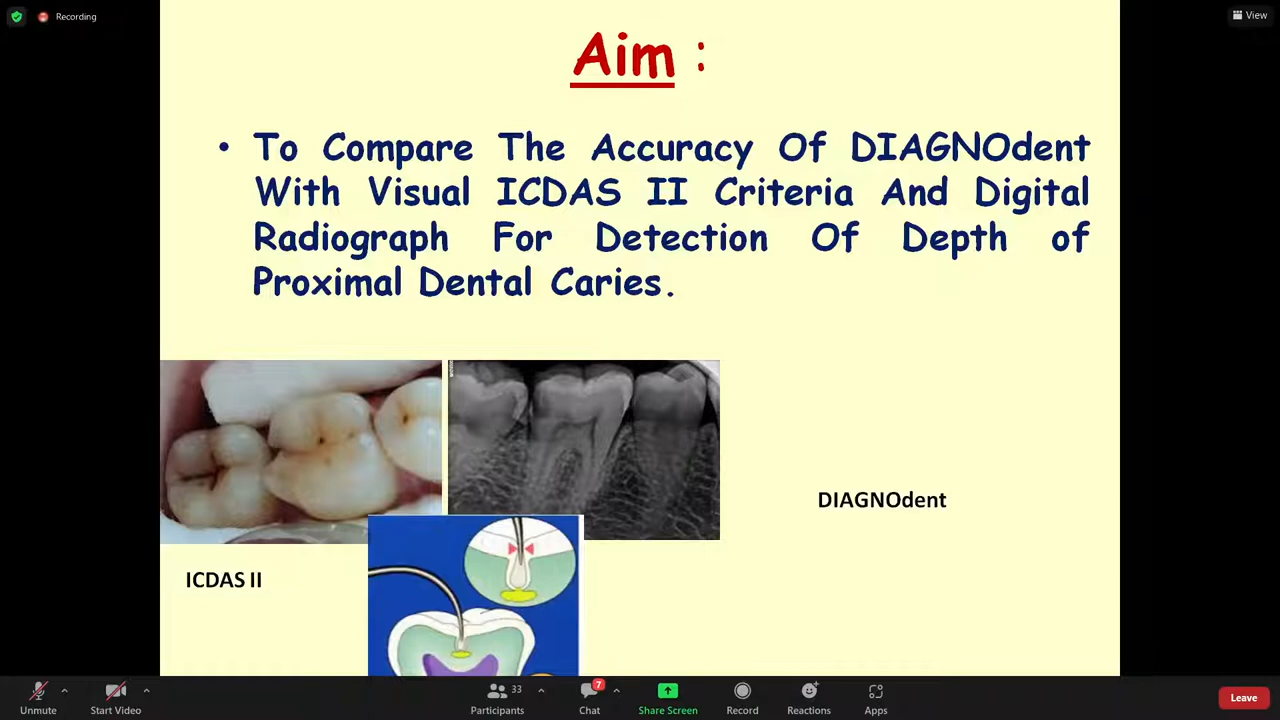 Recording
View
Aim :
• To Compare The Accuracy Of DIAGNOdent
With Visual ICDAS II Criteria And Digital
Radiograph For Detection Of Depth of
Proximal Dental Caries.
DIAGNOdent
ICDAS II
Unmute
Start Video
33
Participants
7
Chat
Share Screen
Record
Reactions
Apps
Leave